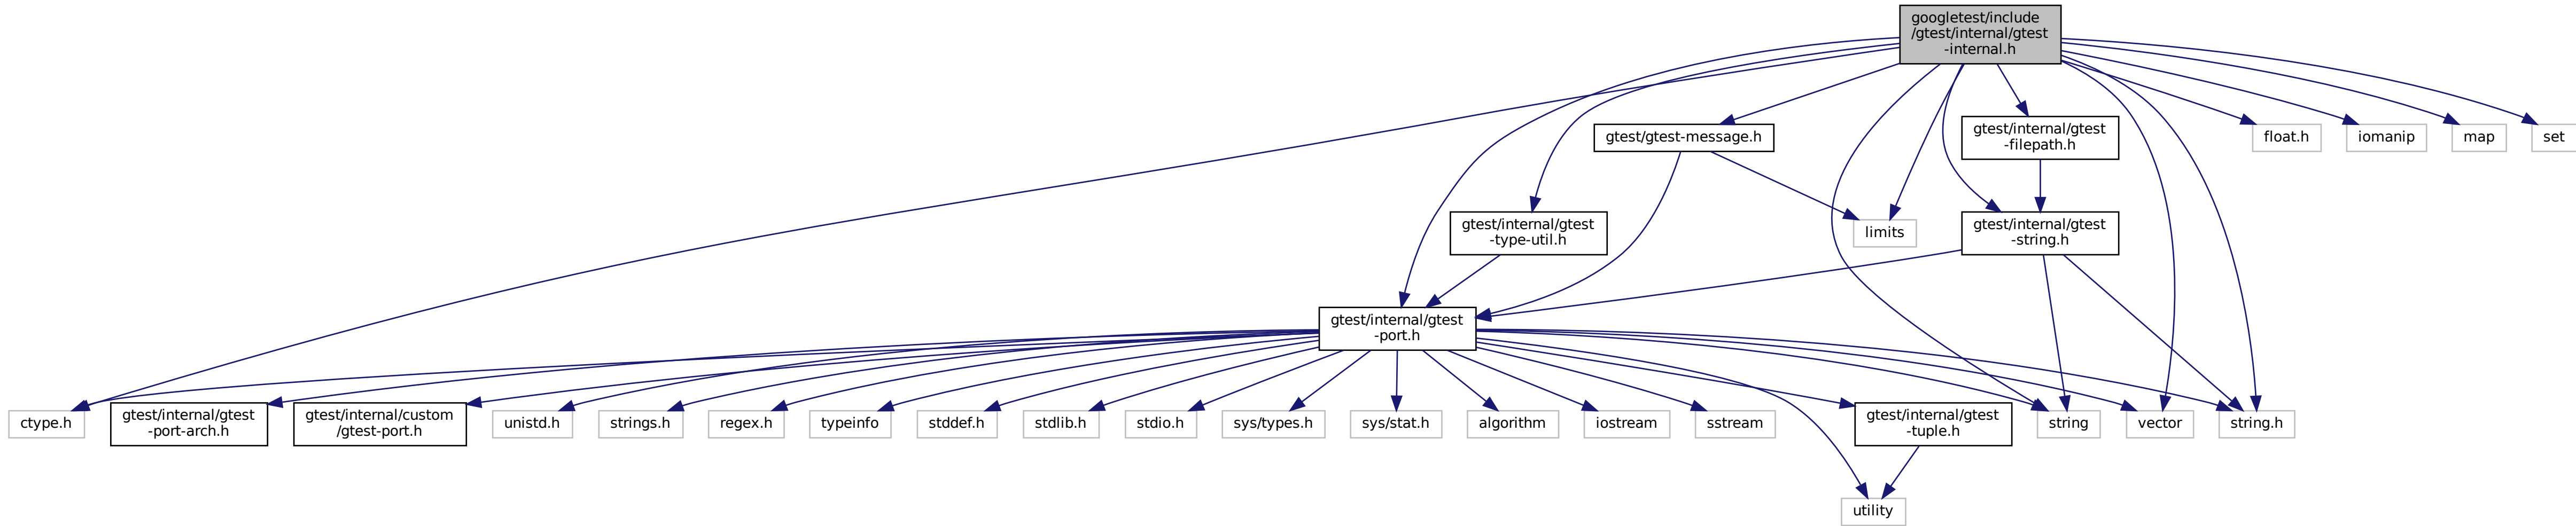 googletest/include
/gtest/internal/gtest
-internal.h
gtest/gtest-message.h
gtest/internal/gtest
-filepath.h
float.h
iomanip
map
set
gtest/internal/gtest
-type-util.h
limits
gtest/internal/gtest
-string.h
gtest/internal/gtest
-port.h
ctype.h
gtest/internal/gtest
-port-arch.h
gtest/internal/custom
/gtest-port.h
unistd.h
strings.h
regex.h
typeinfo
stddef.h
stdlib.h
stdio.h
sys/types.h
sys/stat.h
algorithm
iostream
sstream
gtest/internal/gtest
-tuple.h
string
vector
string.h
utility